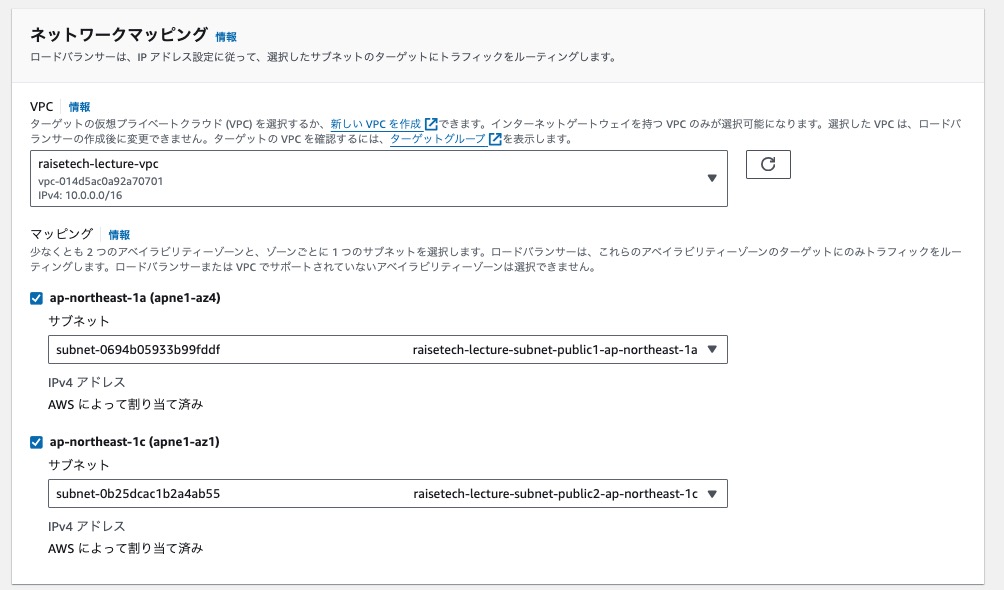 ネットワークマッピング 情報
ロードバランサーは、IP アドレス設定に従って、選択したサブネットのターゲットにトラフィックをルーティングします。
VPC 情報
ターゲットの仮想プライベートクラウド (VPC) を選択するか、新しい VPC を作成できます。インターネットゲートウェイを持つ VPC のみが選択可能になります。選択した VPC は、ロードバ
ランサーの作成後に変更できません。ターゲットの VPC を確認するには、ターゲットグループを表示します。
raisetech-lecture-vpc
vpc-014d5ac0a92a70701
IPv4: 10.0.0.0/16
マッピング 情報
少なくとも 2 つのアベイラビリティーゾーンと、ゾーンごとに 1 つのサブネットを選択します。ロードバランサーは、これらのアベイラビリティーゾーンのターゲットにのみトラフィックをルー
ティングします。ロードバランサーまたは VPC でサポートされていないアベイラビリティーゾーンは選択できません。
ap-northeast-1a (apne1-az4)
サブネット
subnet-0694b05933b99fddf raisetech-lecture-subnet-public1-ap-northeast-1a
IPv4 アドレス
AWS によって割り当て済み
ap-northeast-1c (apne1-az1)
サブネット
subnet-0b25dcac1b2a4ab55 raisetech-lecture-subnet-public2-ap-northeast-1c
IPv4 アドレス
AWS によって割り当て済み